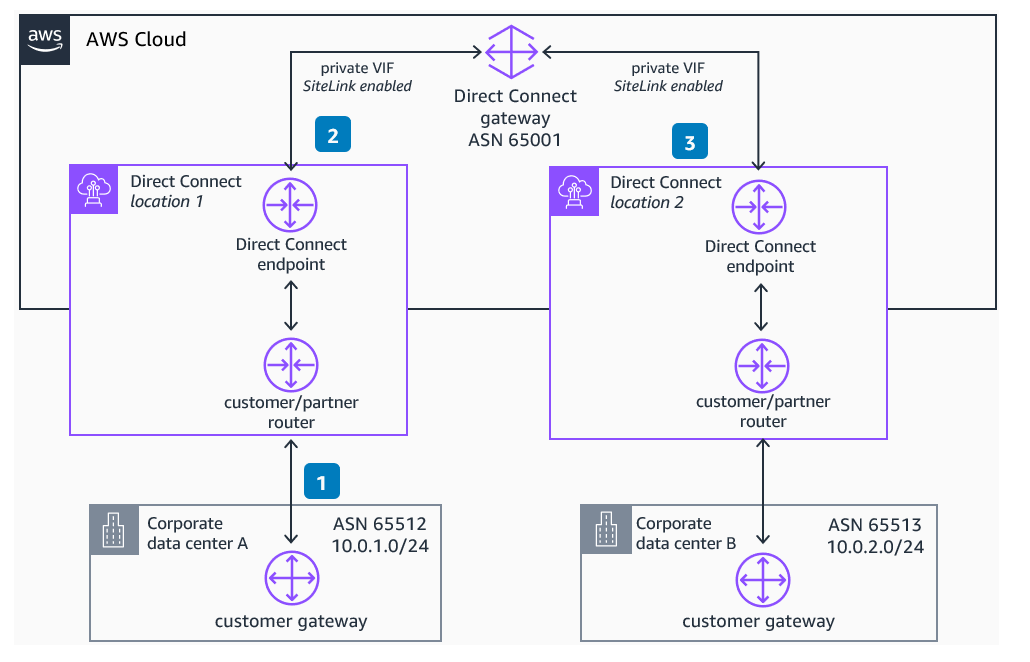 aws
AWS Cloud
private VIF
SiteLink enabled
private VIF
SiteLink enabled
Direct Connect
gateway
ASN 65001
2
3
Direct Connect
location 1
Direct Connect
location 2
Direct Connect
endpoint
Direct Connect
endpoint
customer/partner
router
customer/partner
router
1
Corporate
data center A
ASN 65512
10.0.1.0/24
Corporate
data center B
ASN 65513
10.0.2.0/24
customer gateway
customer gateway